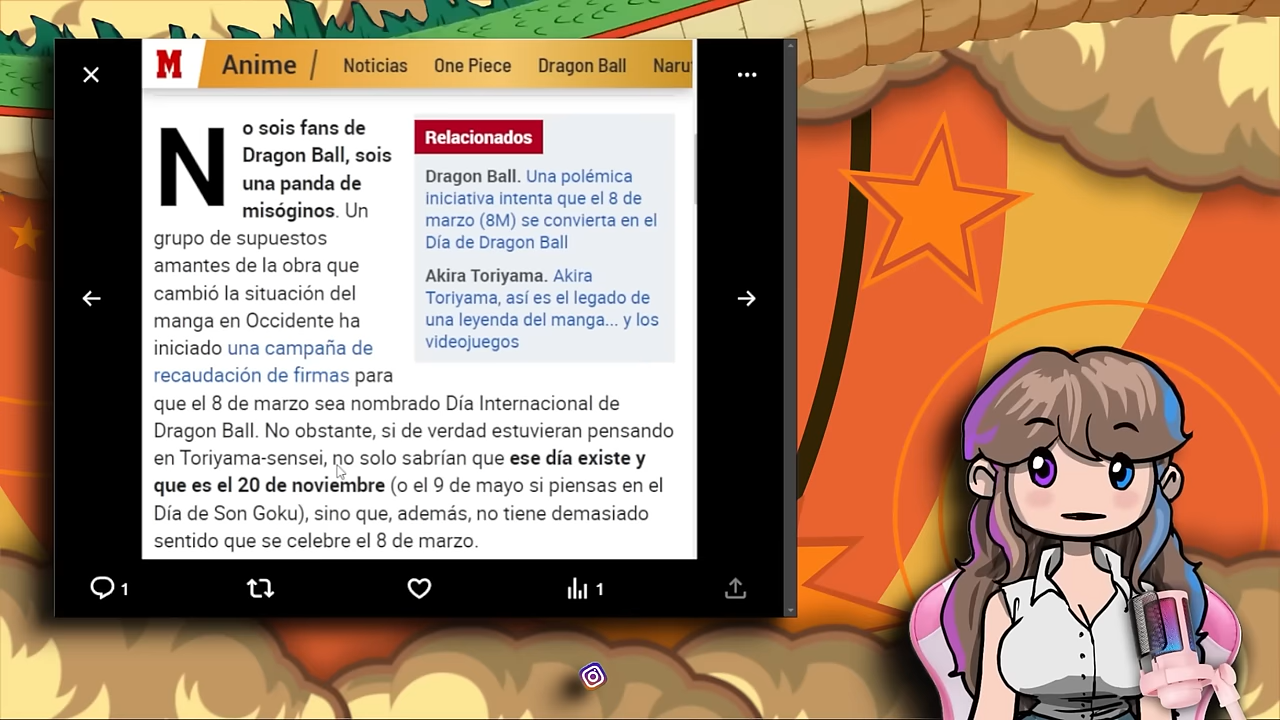 M
Anime /
Noticias
One Piece
Dragon Ball
Naru
No sois fans de
Dragon Ball, sois
una panda de
misóginos. Un
grupo de supuestos
amantes de la obra que
cambió la situación del
manga en Occidente ha
iniciado una campaña de
recaudación de firmas para
que el 8 de marzo sea nombrado Día Internacional de
Dragon Ball. No obstante, si de verdad estuvieran pensando
en Toriyama-sensei, no solo sabrían que ese día existe y
que es el 20 de noviembre (o el 9 de mayo si piensas en el
Día de Son Goku), sino que, además, no tiene demasiado
sentido que se celebre el 8 de marzo.
Relacionados
Dragon Ball. Una polémica
iniciativa intenta que el 8 de
marzo (8M) se convierta en el
Día de Dragon Ball
Akira Toriyama. Akira
Toriyama, así es el legado de
una leyenda del manga... y los
videojuegos
1
1